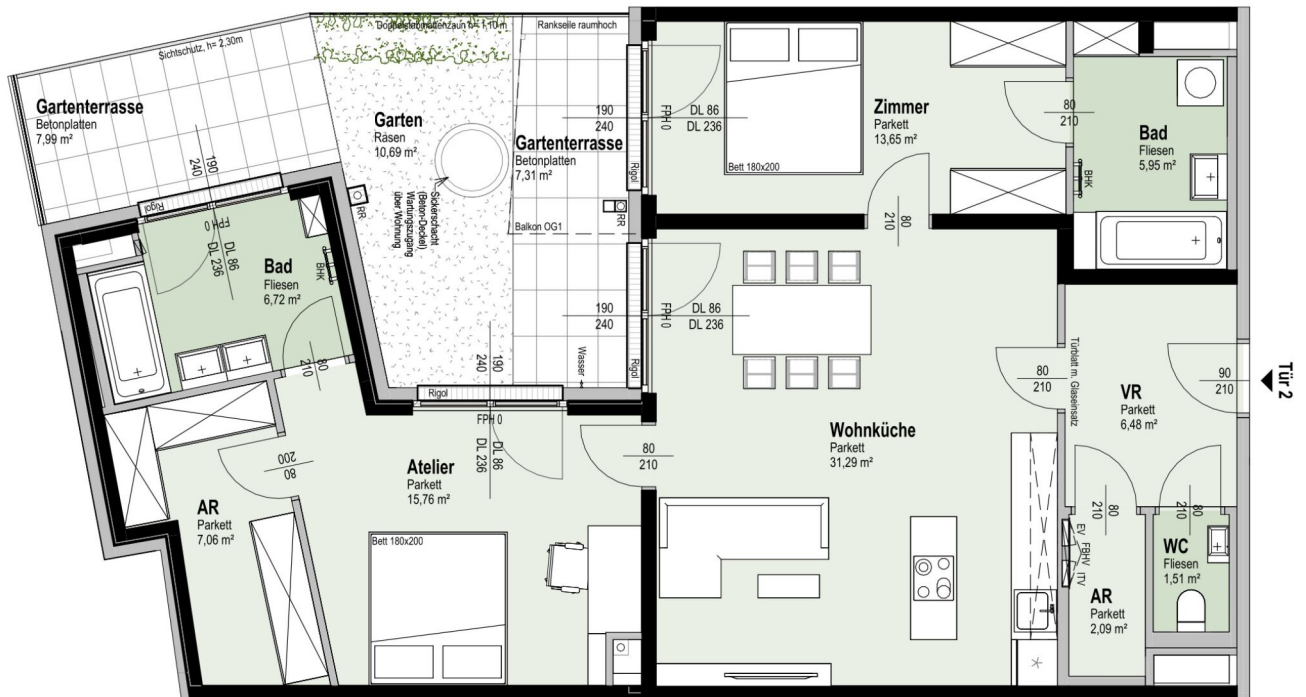 Sichtschutz, h= 2,30m
Doppelstabmattenzaun h= 1,10 m
Rankseile raumhoch
Gartenterrasse
Betonplatten
7,99 m²
190
240
Rigol
FPH 0
DL 86
DL 236
Garten
Rasen
10,69 m²
Sickerschacht
(Beton-Deckel)
Wartungszugang
über Wohnung
RR
Gartenterrasse
Betonplatten
7,31 m²
Balkon OG1
RR
190
240
Rigol
FPH 0
DL 86
DL 236
Bett 180x200
Zimmer
Parkett
13,65 m²
80
210
80
210
Bad
Fliesen
5,95 m²
BHK
Bad
Fliesen
6,72 m²
BHK
80
210
190
240
Rigol
FPH 0
DL 86
DL 236
Wasser
190
240
Rigol
FPH 0
DL 86
DL 236
80
210
Türblatt m. Glaseinsatz
VR
Parkett
6,48 m²
90
210
Tür 2
Wohnküche
Parkett
31,29 m²
80
210
Atelier
Parkett
15,76 m²
Bett 180x200
80
200
AR
Parkett
7,06 m²
80
210
80
210
EV
FBHV
ITV
AR
Parkett
2,09 m²
WC
Fliesen
1,51 m²